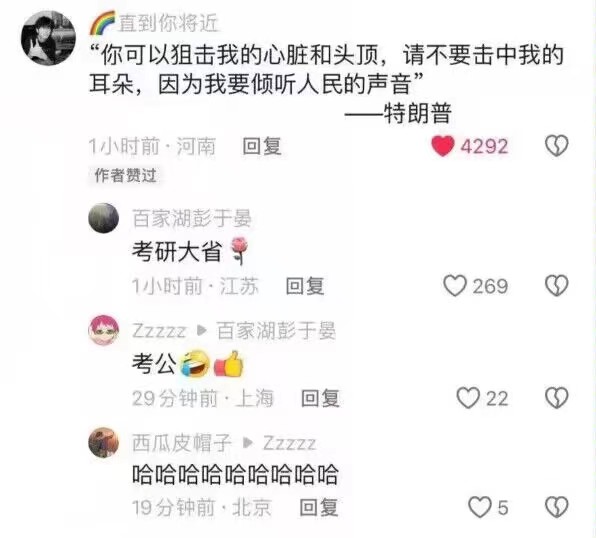 直到你将近
“你可以狙击我的心脏和头顶，请不要击中我的
耳朵，因为我要倾听人民的声音”
——特朗普
1小时前·河南 回复 4292
作者赞过
百家湖彭于晏
考研大省
1小时前·江苏 回复 269
Zzzzz ▸ 百家湖彭于晏
考公
29分钟前·上海 回复 22
西瓜皮帽子 ▸ Zzzzz
哈哈哈哈哈哈哈哈哈
19分钟前·北京 回复 5